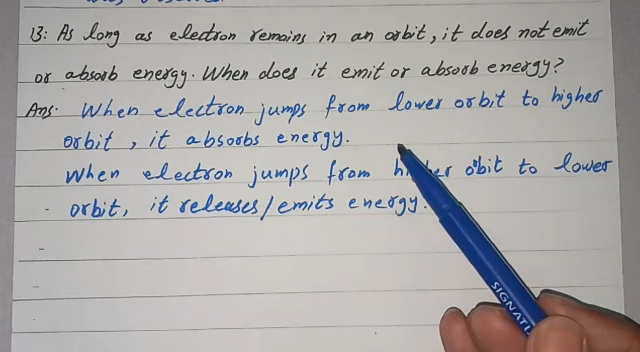 13: As long as electron remains in an orbit, it does not emit
or absorb energy. When does it emit or absorb energy?
Ans. When electron jumps from lower orbit to higher
orbit, it absorbs energy.
When electron jumps from higher obit to lower
orbit, it releases/emits energy.
SIGNATU